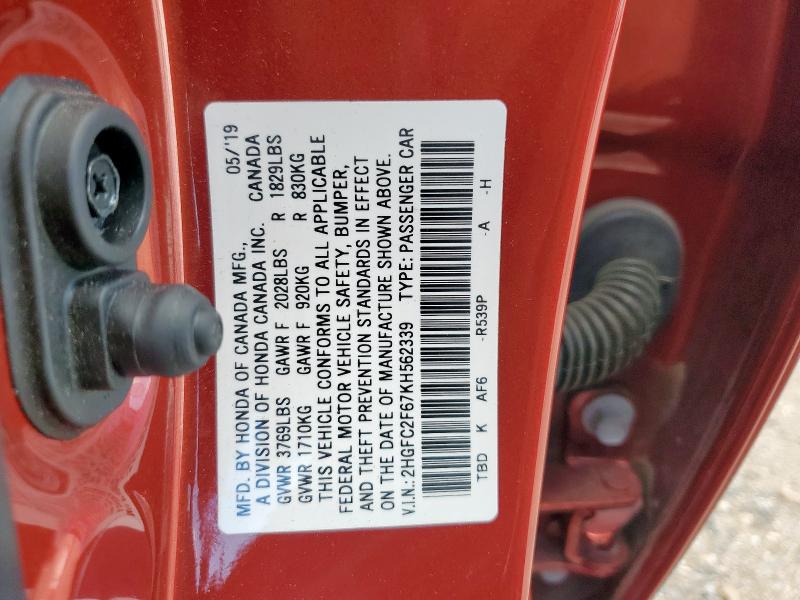 MFD. BY HONDA OF CANADA MFG., 05/'19
A DIVISION OF HONDA CANADA INC. CANADA
GVWR 3769LBS GAWR F 2028LBS R 1829LBS
GVWR 1710KG GAWR F 920KG R 830KG
THIS VEHICLE CONFORMS TO ALL APPLICABLE
FEDERAL MOTOR VEHICLE SAFETY, BUMPER,
AND THEFT PREVENTION STANDARDS IN EFFECT
ON THE DATE OF MANUFACTURE SHOWN ABOVE.
V.I.N.: 2HGFC2F67KH562339 TYPE: PASSENGER CAR
TBD K AF6 -R539P -A -H